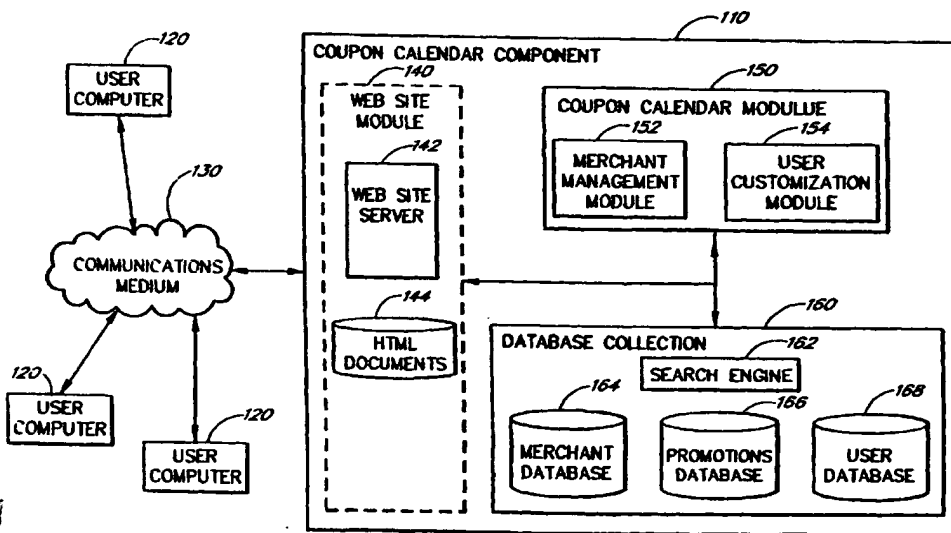 110
COUPON CALENDAR COMPONENT
120
USER
COMPUTER
130
COMMUNICATIONS
MEDIUM
120
USER
COMPUTER
120
USER
COMPUTER
140
WEB SITE
MODULE
142
WEB SITE
SERVER
144
HTML
DOCUMENTS
150
COUPON CALENDAR MODULUE
152
MERCHANT
MANAGEMENT
MODULE
154
USER
CUSTOMIZATION
MODULE
160
DATABASE COLLECTION
162
SEARCH ENGINE
164
MERCHANT
DATABASE
166
PROMOTIONS
DATABASE
168
USER
DATABASE